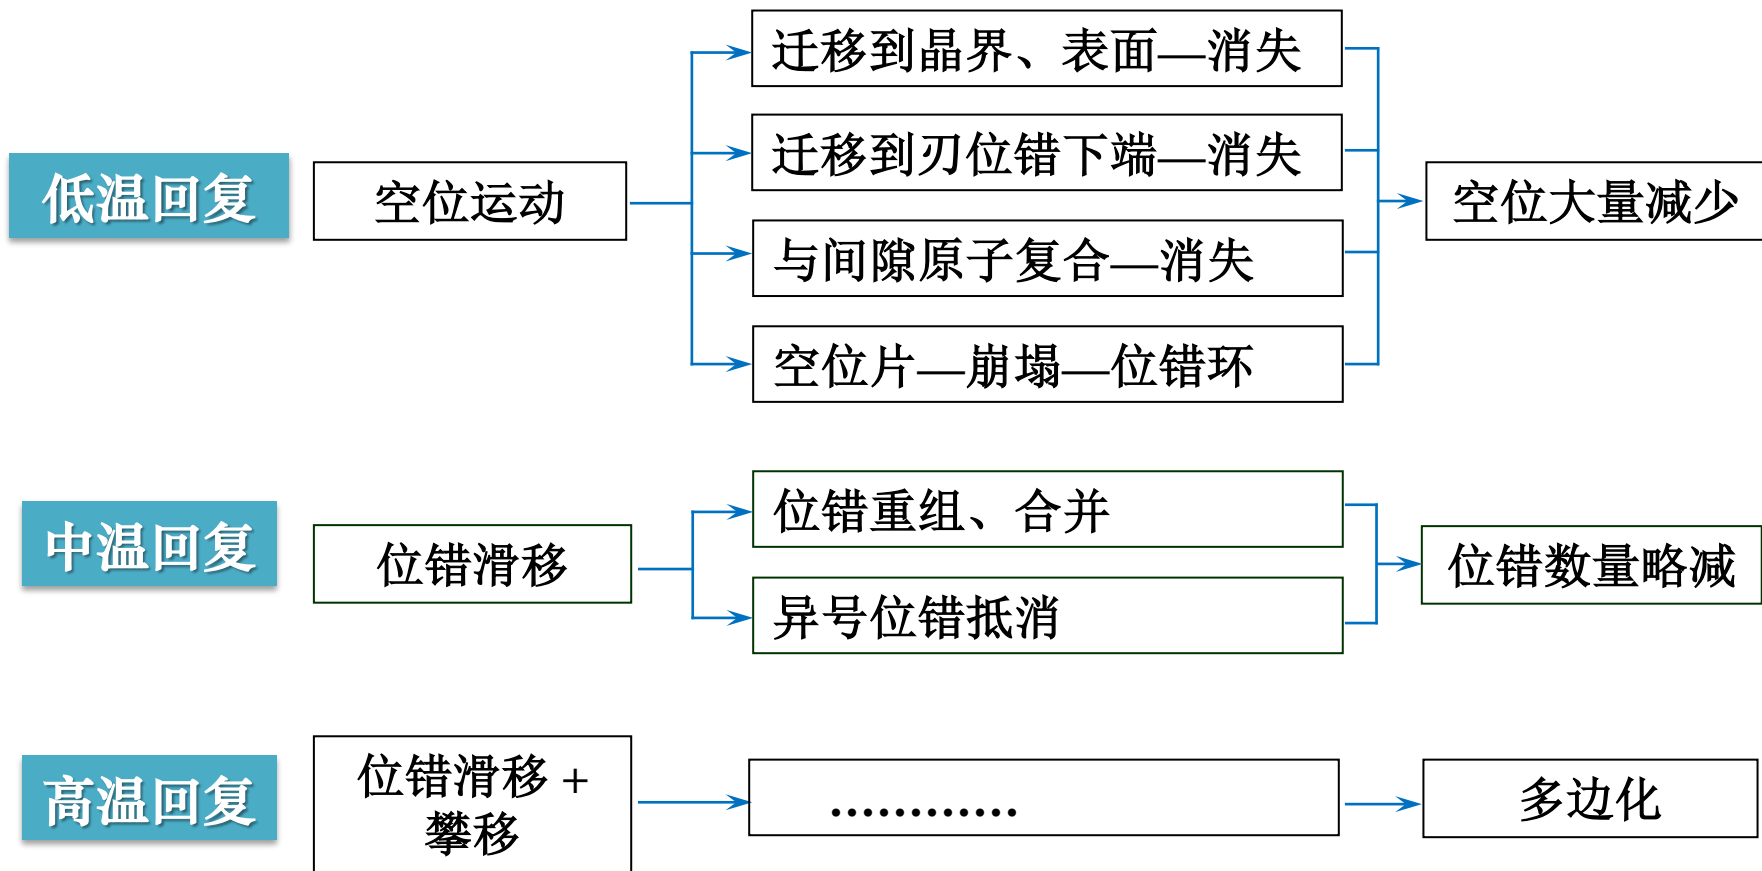 低温回复
空位运动
迁移到晶界、表面—消失
迁移到刃位错下端—消失
与间隙原子复合—消失
空位片—崩塌—位错环
空位大量减少
中温回复
位错滑移
位错重组、合并
异号位错抵消
位错数量略减
高温回复
位错滑移 +
攀移
…………
多边化